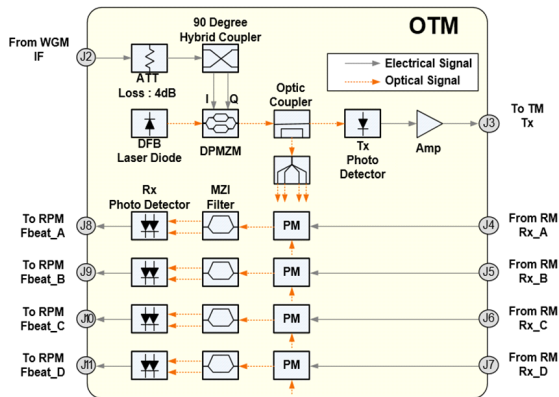 OTM
90 Degree
Hybrid Coupler
From WGM
IF
J2
ATT
Loss : 4dB
I
Q
Electrical Signal
Optical Signal
Optic
Coupler
To TM
Tx
J3
DFB
Laser Diode
DPMZM
Tx
Photo
Detector
Amp
Rx
Photo Detector
MZI
Filter
To RPM
Fbeat_A
J8
PM
J4
From RM
Rx_A
To RPM
Fbeat_B
J9
PM
J5
From RM
Rx_B
To RPM
Fbeat_C
J10
PM
J6
From RM
Rx_C
To RPM
Fbeat_D
J11
PM
J7
From RM
Rx_D